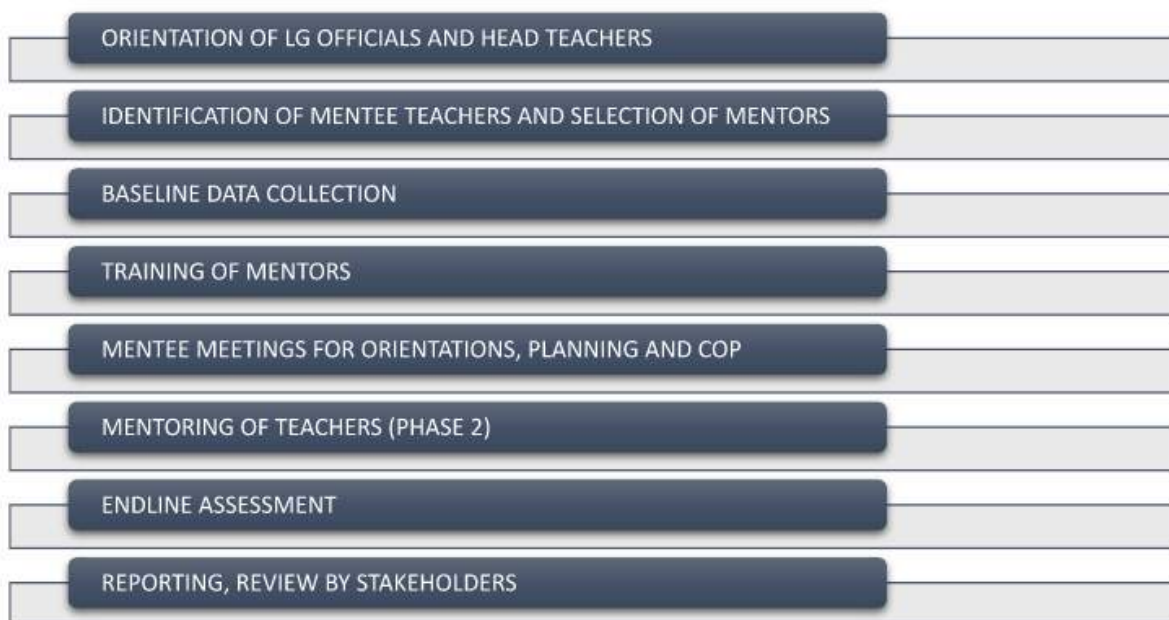 ORIENTATION OF LG OFFICIALS AND HEAD TEACHERS
IDENTIFICATION OF MENTEE TEACHERS AND SELECTION OF MENTORS
BASELINE DATA COLLECTION
TRAINING OF MENTORS
MENTEE MEETINGS FOR ORIENTATIONS, PLANNING AND COP
MENTORING OF TEACHERS (PHASE 2)
ENDLINE ASSESSMENT
REPORTING, REVIEW BY STAKEHOLDERS